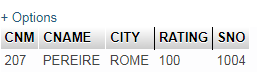 + Options
CNM CNAME CITY RATING SNO
207 PEREIRE ROME 100 1004